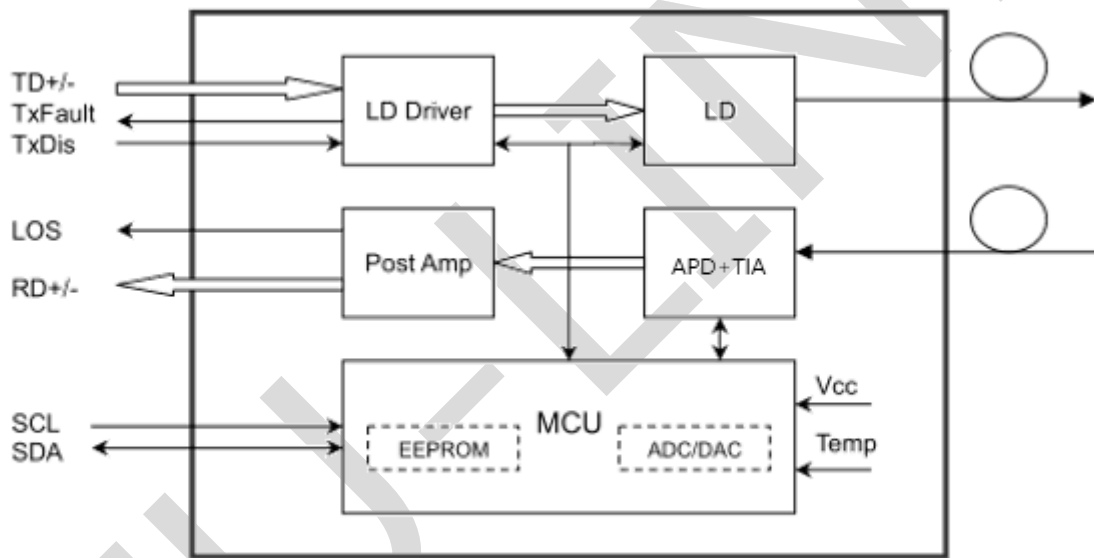 TD+/-
TxFault
TxDis
LD Driver
LD
LOS
RD+/-
Post Amp
APD+TIA
SCL
SDA
MCU
EEPROM
ADC/DAC
Vcc
Temp